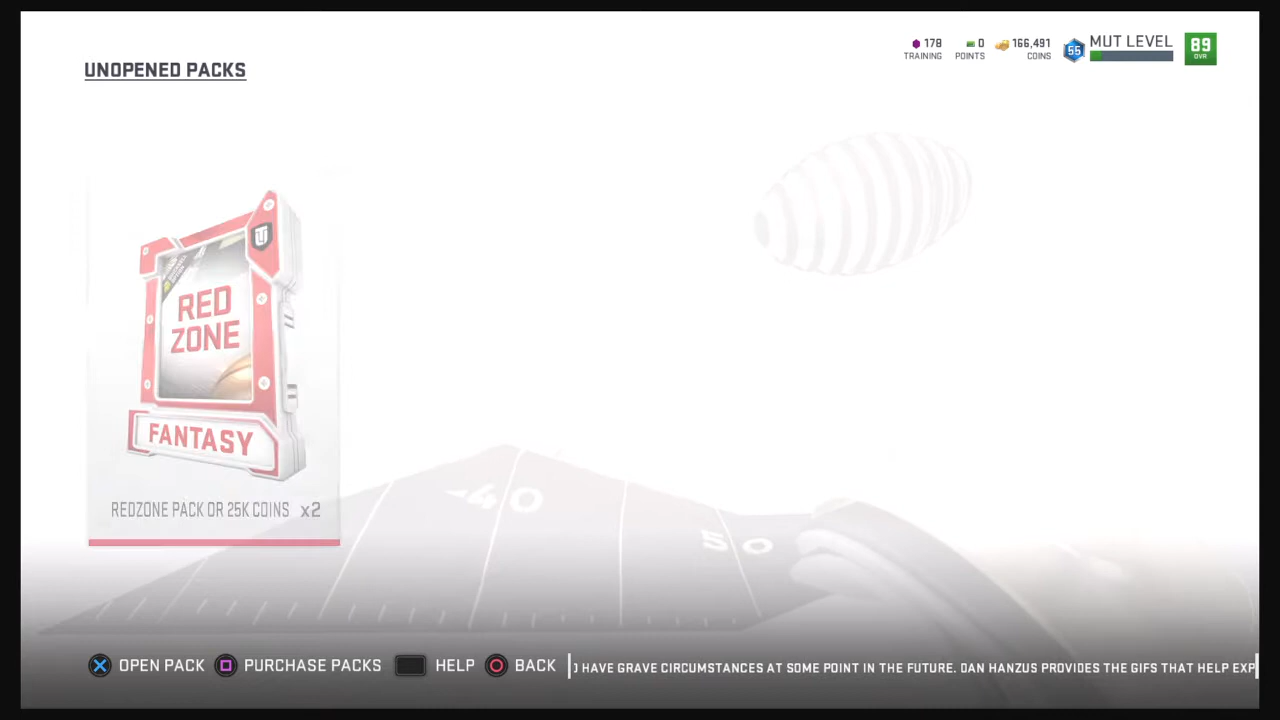 UNOPENED PACKS
178
TRAINING
0
POINTS
166,491
COINS
55
MUT LEVEL
89
OVR
RED
ZONE
FANTASY
REDZONE PACK OR 25K COINS x2
40
50
OPEN PACK PURCHASE PACKS HELP BACK
HAVE GRAVE CIRCUMSTANCES AT SOME POINT IN THE FUTURE. DAN HANZUS PROVIDES THE GIFS THAT HELP EXP